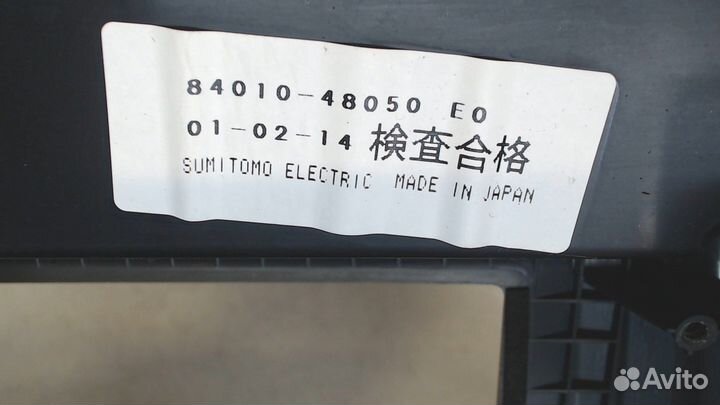 84010-48050 E0
01-02-14 検査合格
SUMITOMO ELECTRIC MADE IN JAPAN
Avito